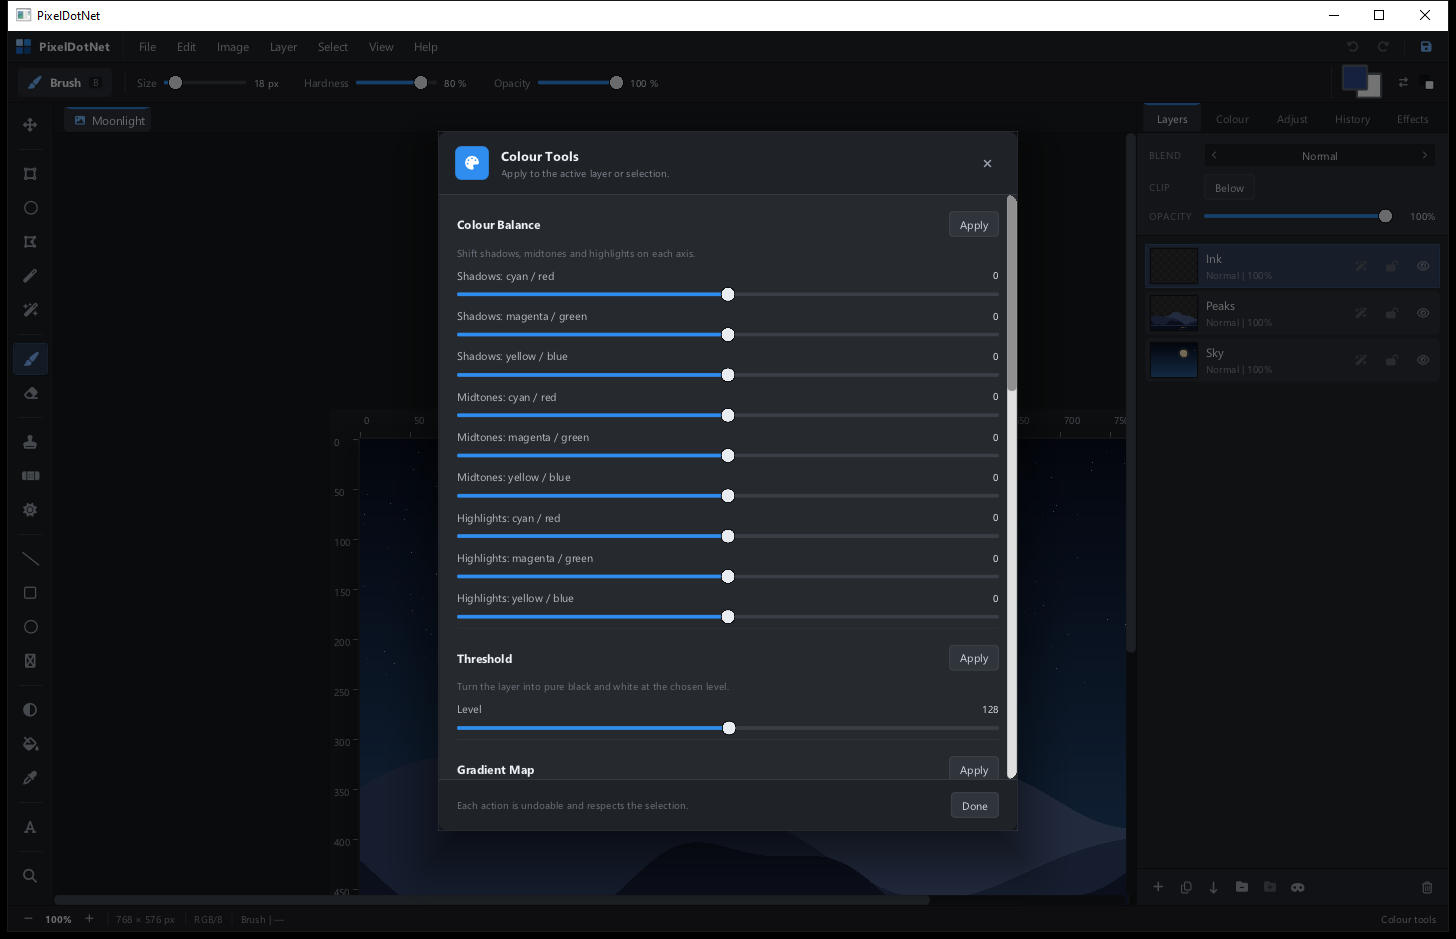 PixelDotNet
PixelDotNet File Edit Image Layer Select View Help
Brush B Size 18 px Hardness 80 % Opacity 100 %
Moonlight
Layers Colour Adjust History Effects
BLEND Normal
CLIP Below
OPACITY 100%
Ink
Normal | 100%
Peaks
Normal | 100%
Sky
Normal | 100%
Colour Tools
Apply to the active layer or selection.
Colour Balance Apply
Shift shadows, midtones and highlights on each axis.
Shadows: cyan / red 0
Shadows: magenta / green 0
Shadows: yellow / blue 0
Midtones: cyan / red 0
Midtones: magenta / green 0
Midtones: yellow / blue 0
Highlights: cyan / red 0
Highlights: magenta / green 0
Highlights: yellow / blue 0
Threshold Apply
Turn the layer into pure black and white at the chosen level.
Level 128
Gradient Map Apply
Each action is undoable and respects the selection. Done
0 50 700 750
0
50
100
150
200
250
300
350
400
450
A
100% 768 × 576 px RGB/8 Brush | — Colour tools